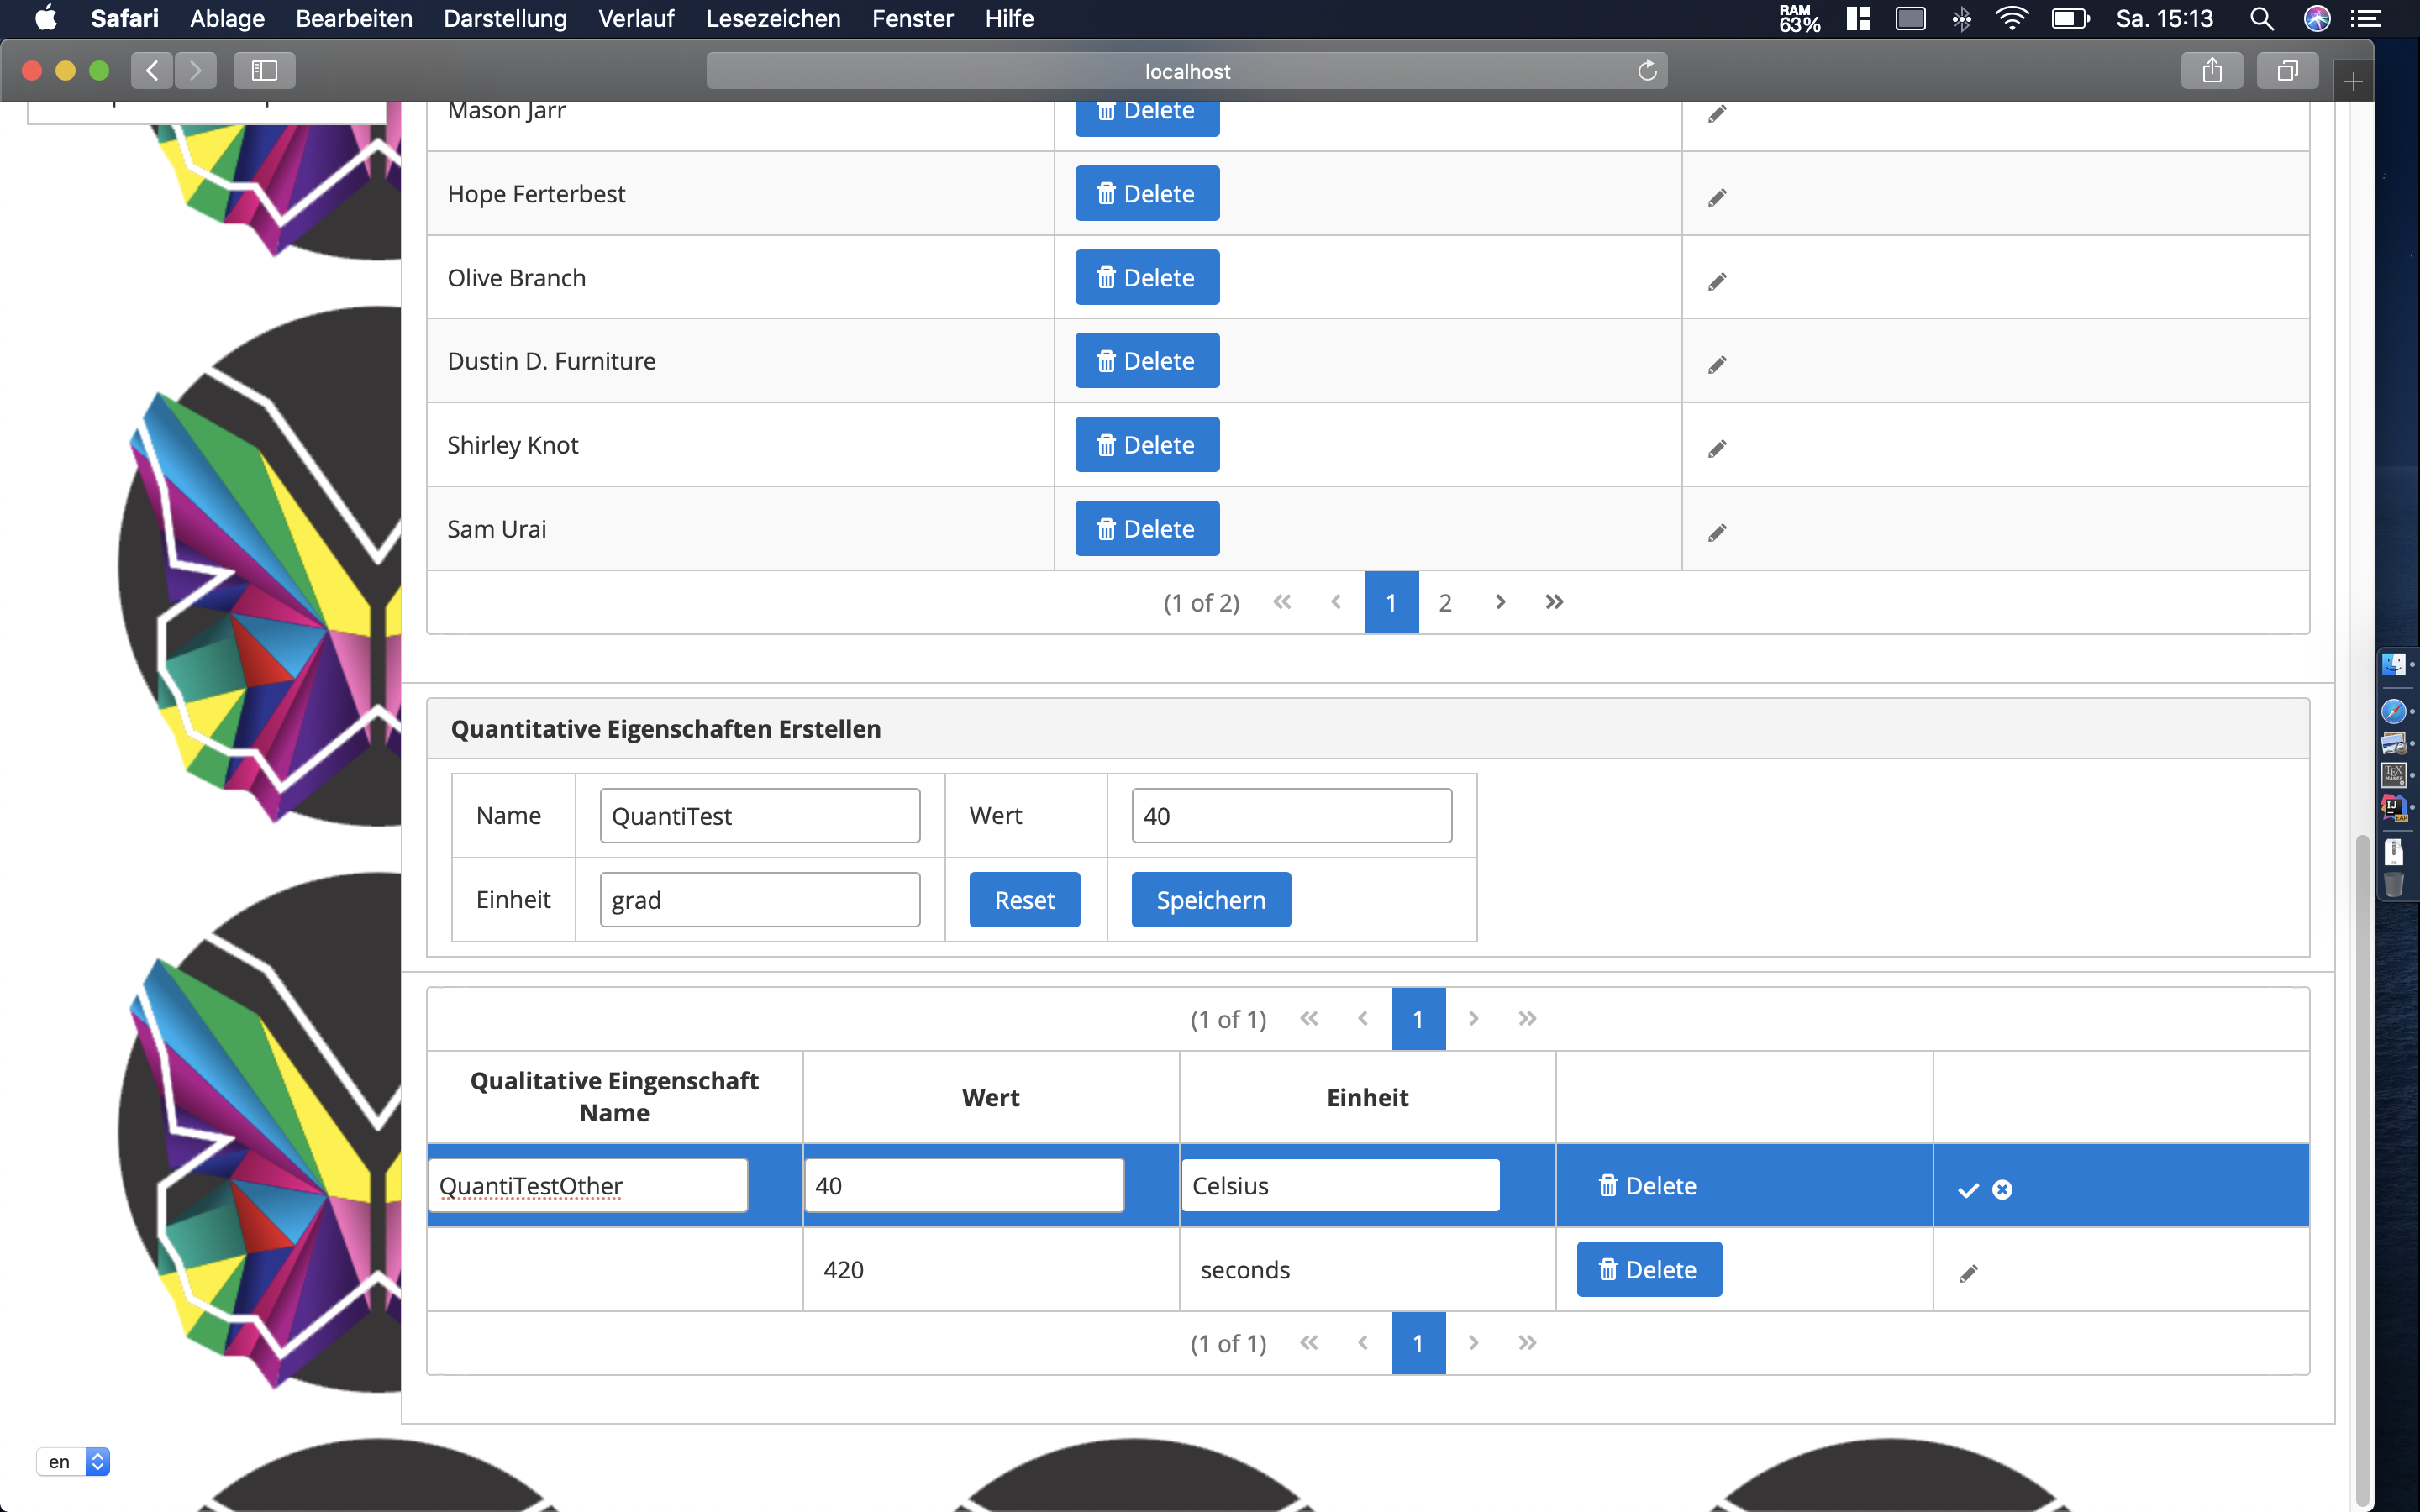 Safari Ablage Bearbeiten Darstellung Verlauf Lesezeichen Fenster Hilfe RAM 63% Sa. 15:13
localhost
Mason Jarr Delete
Hope Ferterbest Delete
Olive Branch Delete
Dustin D. Furniture Delete
Shirley Knot Delete
Sam Urai Delete
(1 of 2) 1 2
Quantitative Eigenschaften Erstellen
Name QuantiTest Wert 40
Einheit grad Reset Speichern
(1 of 1) 1
Qualitative Eingenschaft
Name Wert Einheit
QuantiTestOther 40 Celsius Delete
420 seconds Delete
(1 of 1) 1
en